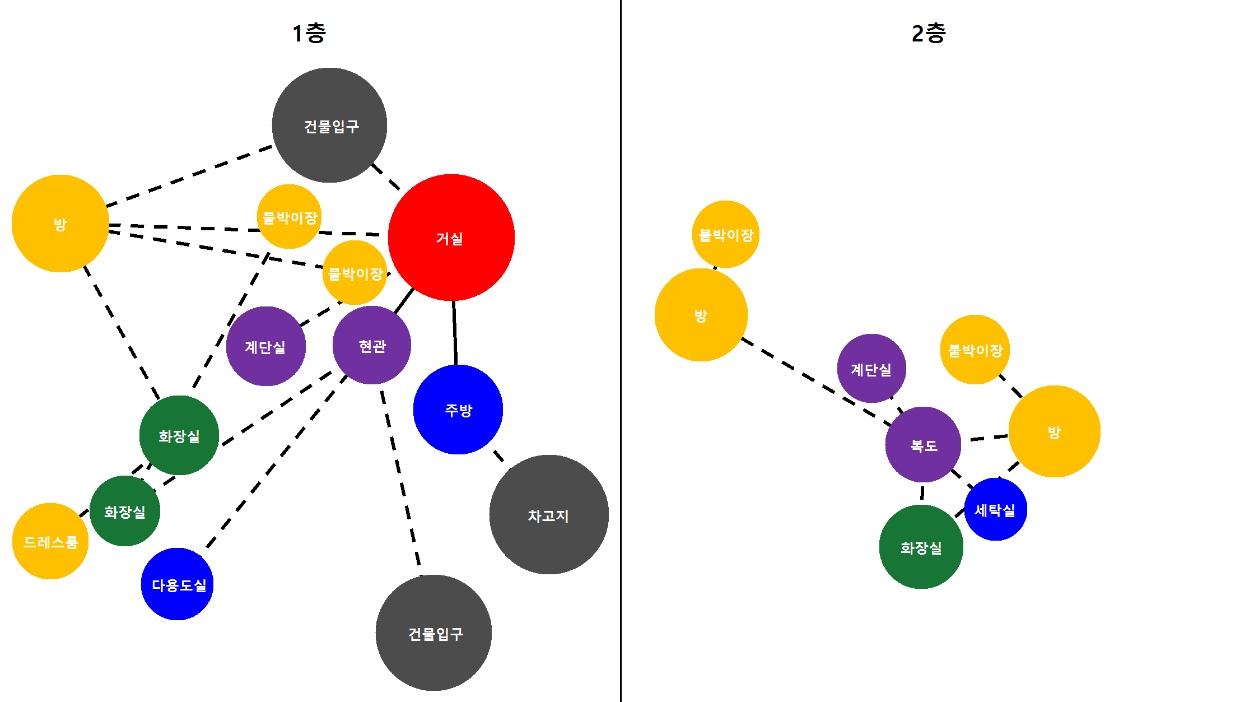 1층
건물입구
방
붙박이장
거실
붙박이장
계단실
현관
주방
화장실
화장실
드레스룸
다용도실
차고지
건물입구
2층
붙박이장
방
계단실
붙박이장
복도
방
세탁실
화장실